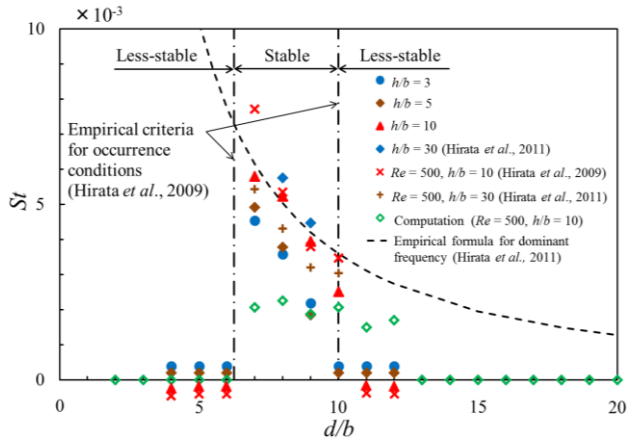 × 10⁻³
10
Less-stable
Stable
Less-stable
h/b = 3
h/b = 5
h/b = 10
h/b = 30 (Hirata et al., 2011)
Re = 500, h/b = 10 (Hirata et al., 2009)
Re = 500, h/b = 30 (Hirata et al., 2011)
Computation (Re = 500, h/b = 10)
Empirical formula for dominant
frequency (Hirata et al., 2011)
Empirical criteria
for occurrence
conditions
(Hirata et al., 2009)
St
5
0
0
5
10
15
20
d/b